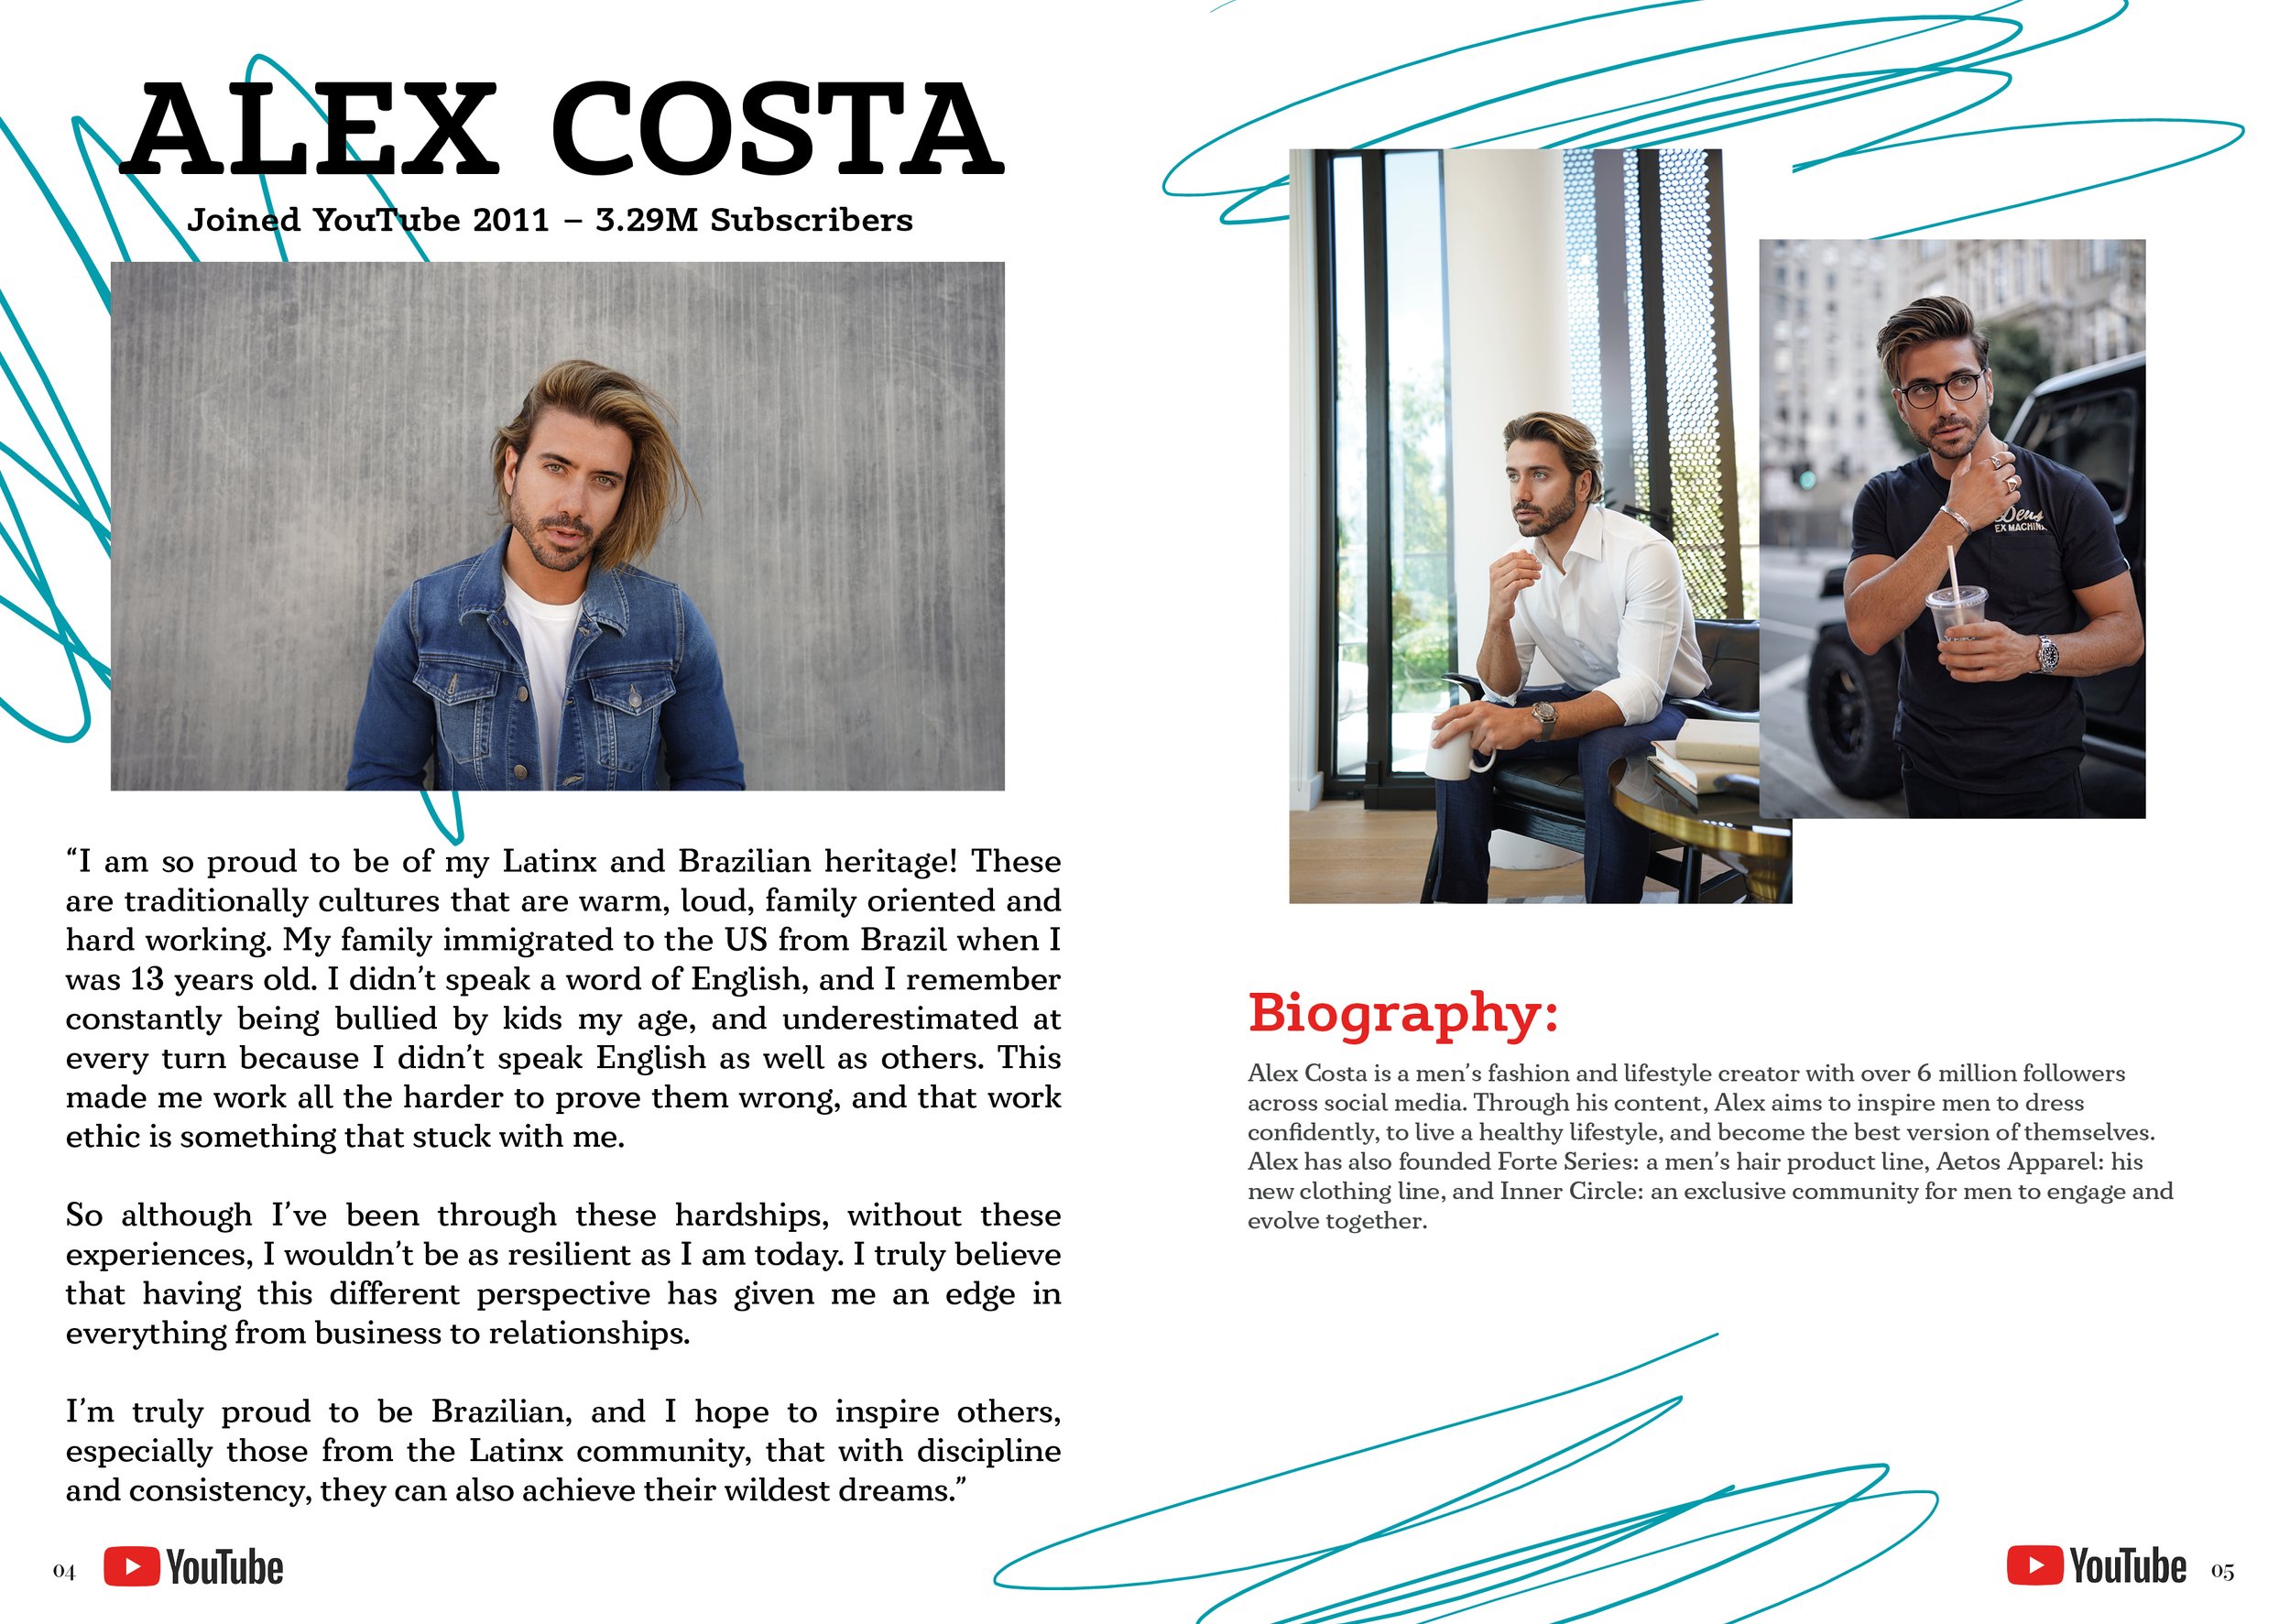 ALEX COSTA
Joined YouTube 2011 – 3.29M Subscribers
“I am so proud to be of my Latinx and Brazilian heritage! These
are traditionally cultures that are warm, loud, family oriented and
hard working. My family immigrated to the US from Brazil when I
was 13 years old. I didn’t speak a word of English, and I remember
constantly being bullied by kids my age, and underestimated at
every turn because I didn’t speak English as well as others. This
made me work all the harder to prove them wrong, and that work
ethic is something that stuck with me.
So although I’ve been through these hardships, without these
experiences, I wouldn’t be as resilient as I am today. I truly believe
that having this different perspective has given me an edge in
everything from business to relationships.
I’m truly proud to be Brazilian, and I hope to inspire others,
especially those from the Latinx community, that with discipline
and consistency, they can also achieve their wildest dreams.”
04 YouTube
Deus
EX MACHINA
Biography:
Alex Costa is a men’s fashion and lifestyle creator with over 6 million followers
across social media. Through his content, Alex aims to inspire men to dress
confidently, to live a healthy lifestyle, and become the best version of themselves.
Alex has also founded Forte Series: a men’s hair product line, Aetos Apparel: his
new clothing line, and Inner Circle: an exclusive community for men to engage and
evolve together.
YouTube 05